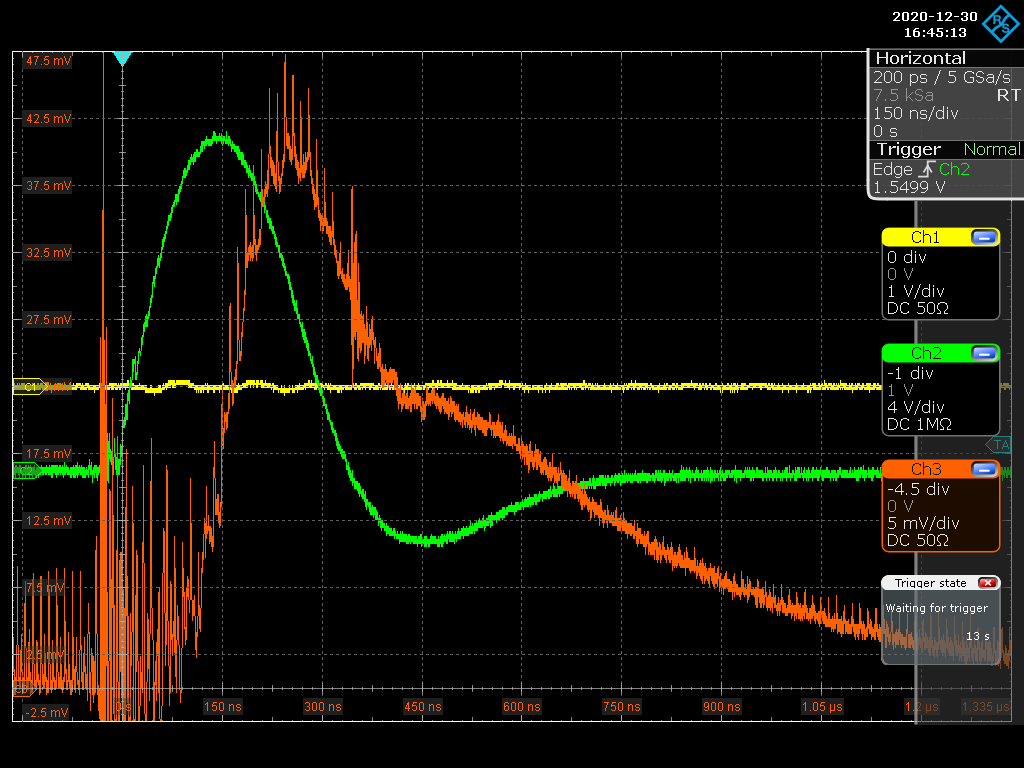 2020-12-30
16:45:13
R&S
Horizontal
200 ps / 5 GSa/s
7.5 kSa RT
150 ns/div
0 s
Trigger Normal
Edge Ch2
1.5499 V
Ch1
0 div
0 V
1 V/div
DC 50Ω
Ch2
-1 div
1 V
4 V/div
DC 1MΩ
TA
Ch3
-4.5 div
0 V
5 mV/div
DC 50Ω
Trigger state
Waiting for trigger
13 s
47.5 mV
42.5 mV
37.5 mV
32.5 mV
27.5 mV
C1
17.5 mV
12.5 mV
7.5 mV
2.5 mV
-2.5 mV
150 ns
300 ns
450 ns
600 ns
750 ns
900 ns
1.05 µs
1.2 µs
1.335 µs